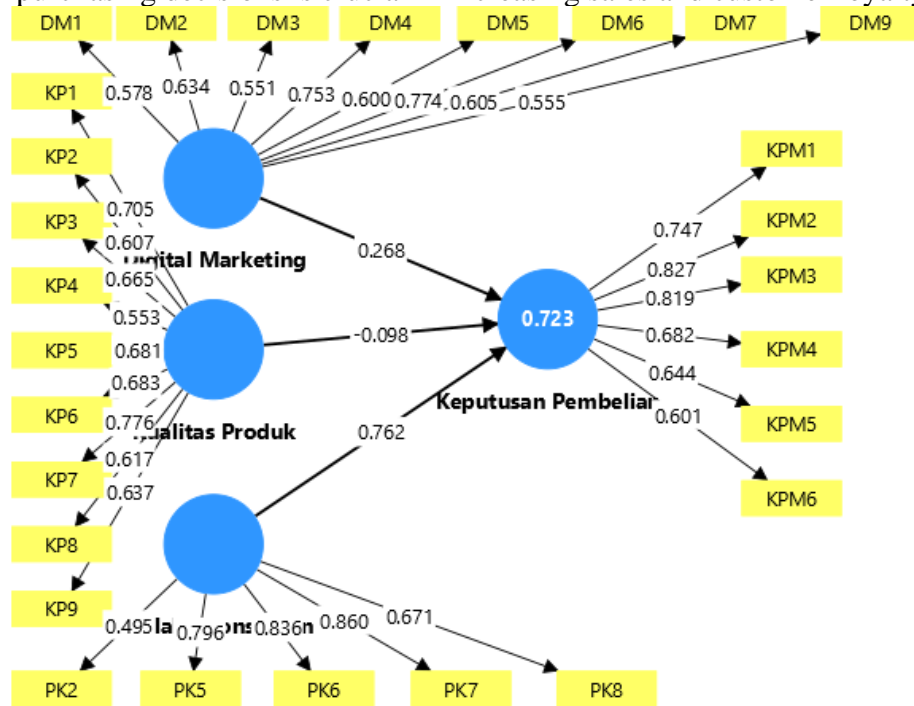 DM1 DM2 DM3 DM4 DM5 DM6 DM7 DM9
0.578 0.634 0.551 0.753 0.600 0.774 0.605 0.555
KP1
KP2
KP3
KP4
KP5
KP6
KP7
KP8
KP9
0.705
0.607
0.665
0.553
0.681
0.683
0.776
0.617
0.637
Digital Marketing
Produk
0.268
-0.098
0.762
0.723
Keputusan Pembelian
0.747
0.827
0.819
0.682
0.644
0.601
KPM1
KPM2
KPM3
KPM4
KPM5
KPM6
0.495 0.796 0.836 0.860 0.671
PK2 PK5 PK6 PK7 PK8